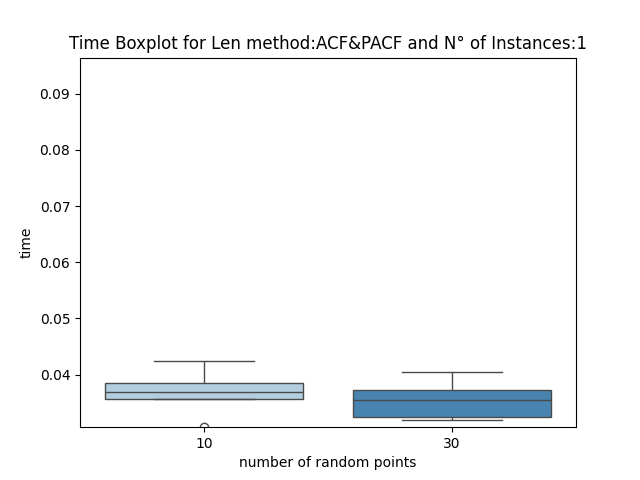 Time Boxplot for Len method:ACF&PACF and N° of Instances:1
0.09
0.08
0.07
0.06
0.05
0.04
time
10
30
number of random points